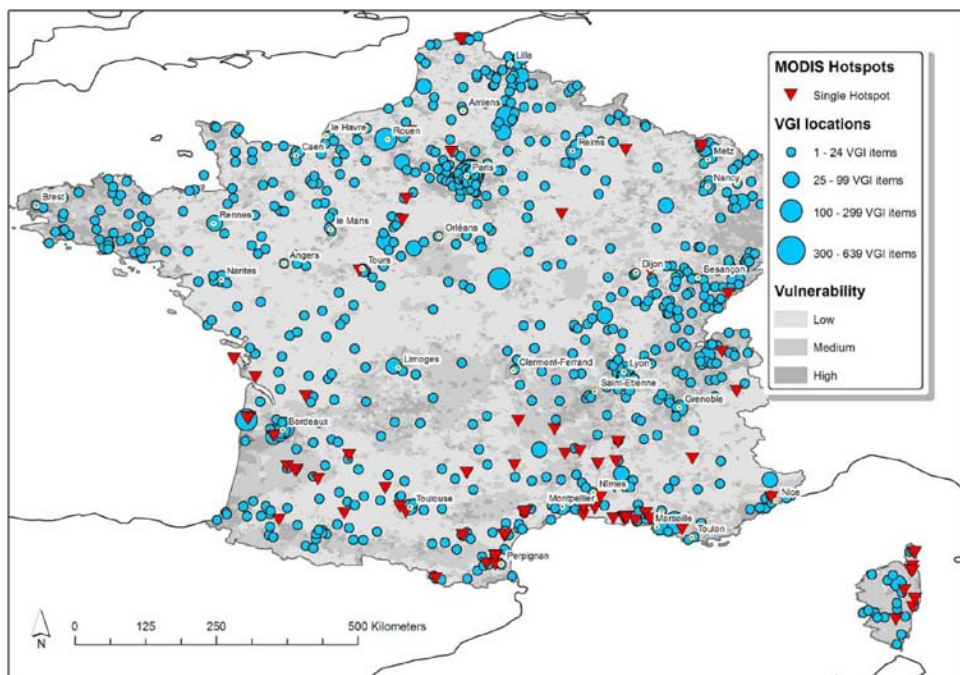 Lille
Amiens
le Havre
Rouen
Caen
Reims
Metz
Paris
Nancy
Brest
Rennes
le Mans
Orléans
Angers
Tours
Dijon
Besançon
Nantes
Limoges
Clermont-Ferrand
Lyon
Saint-Etienne
Grenoble
Bordeaux
Nîmes
Nice
Toulouse
Montpellier
Marseille
Toulon
Perpignan
MODIS Hotspots
Single Hotspot
VGI locations
1 - 24 VGI items
25 - 99 VGI items
100 - 299 VGI items
300 - 639 VGI items
Vulnerability
Low
Medium
High
N
0 125 250 500 Kilometers